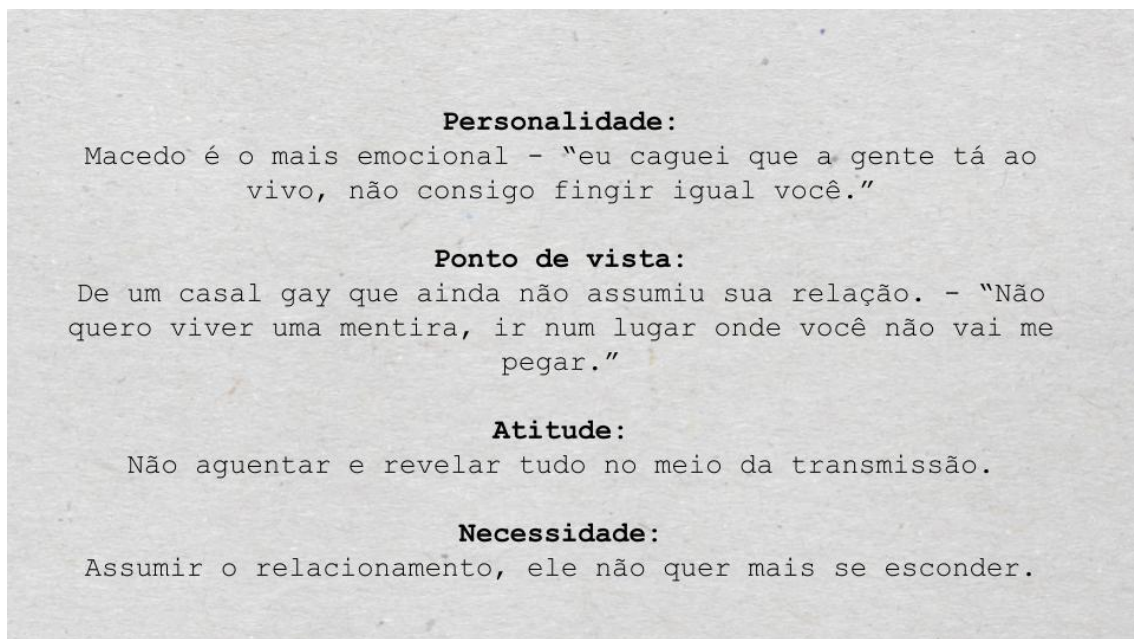 Personalidade:
Macedo é o mais emocional – “eu caguei que a gente tá ao
vivo, não consigo fingir igual você.”
Ponto de vista:
De um casal gay que ainda não assumiu sua relação. – “Não
quero viver uma mentira, ir num lugar onde você não vai me
pegar.”
Atitude:
Não aguentar e revelar tudo no meio da transmissão.
Necessidade:
Assumir o relacionamento, ele não quer mais se esconder.